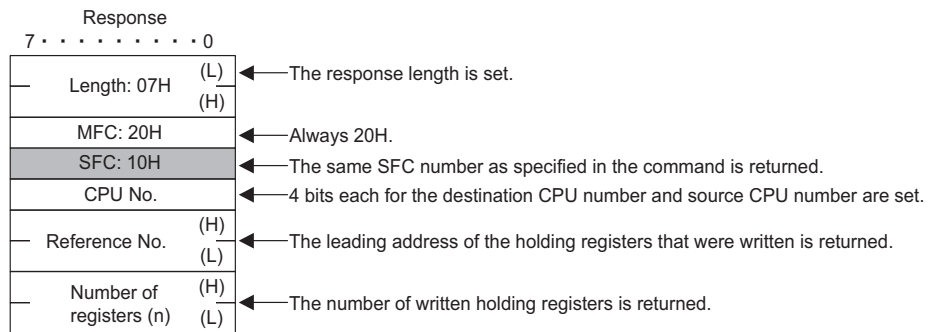 Response
7 · · · · · · · · · 0
Length: 07H (L) The response length is set.
(H)
MFC: 20H Always 20H.
SFC: 10H The same SFC number as specified in the command is returned.
CPU No. 4 bits each for the destination CPU number and source CPU number are set.
(H)
Reference No. The leading address of the holding registers that were written is returned.
(L)
Number of (H)
The number of written holding registers is returned.
registers (n) (L)